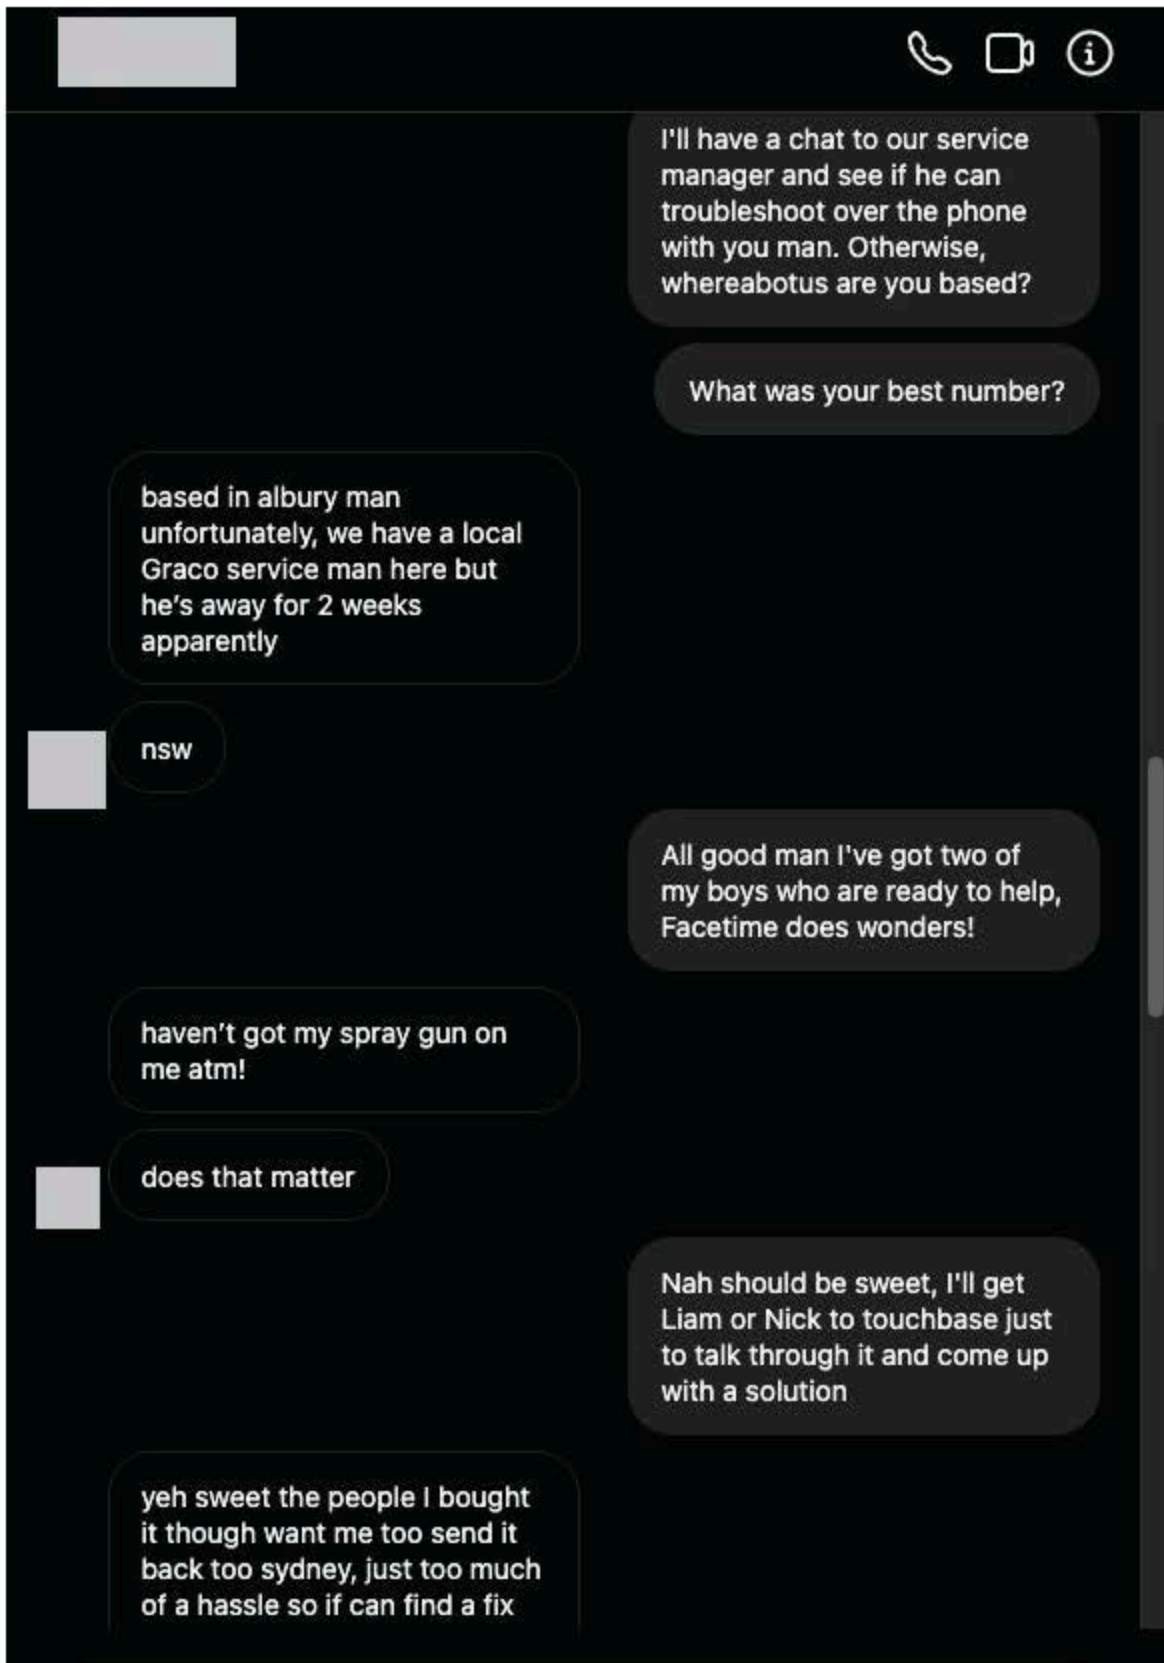 I'll have a chat to our service
manager and see if he can
troubleshoot over the phone
with you man. Otherwise,
whereabotus are you based?
What was your best number?
based in albury man
unfortunately, we have a local
Graco service man here but
he's away for 2 weeks
apparently
nsw
All good man I've got two of
my boys who are ready to help,
Facetime does wonders!
haven't got my spray gun on
me atm!
does that matter
Nah should be sweet, I'll get
Liam or Nick to touchbase just
to talk through it and come up
with a solution
yeh sweet the people I bought
it though want me too send it
back too sydney, just too much
of a hassle so if can find a fix